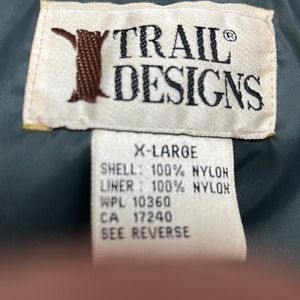 TRAIL®
DESIGNS
X-LARGE
SHELL: 100% NYLON
LINER: 100% NYLON
WPL 10360
CA 17240
SEE REVERSE